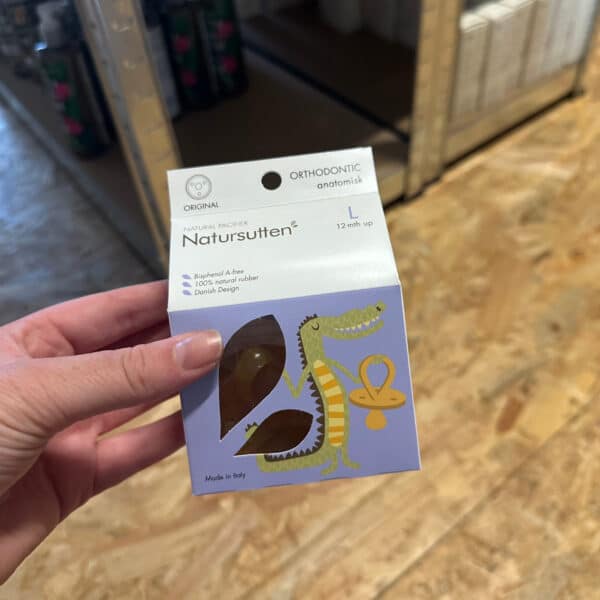 ORIGINAL
ORTHODONTIC
anatomisk
NATURAL PACIFIER
Natursutten
L
12 mth up
Bisphenol A-free
100% natural rubber
Danish Design
Made in Italy